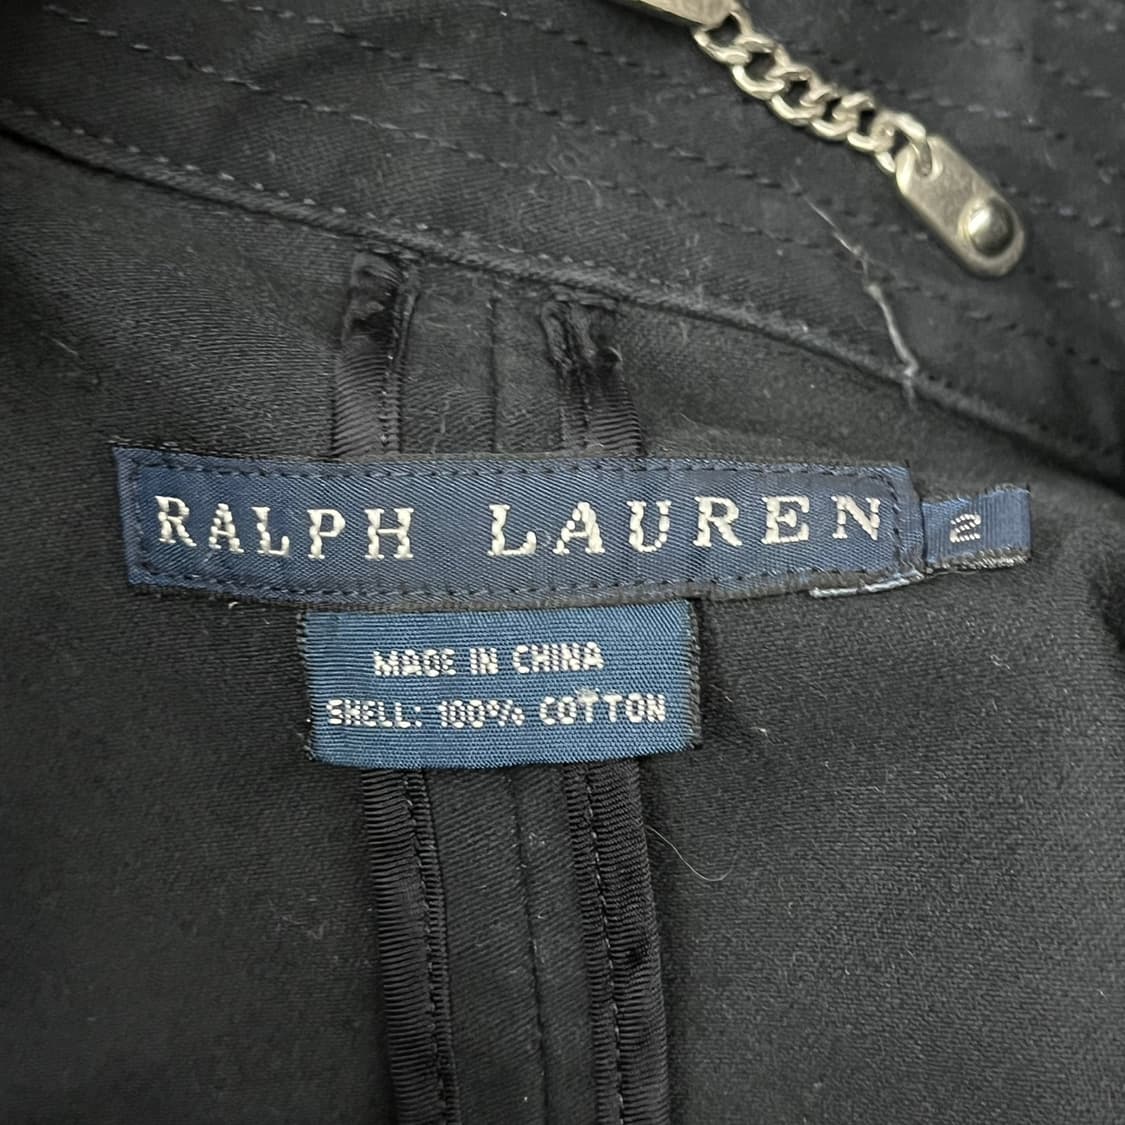 RALPH LAUREN
2
MADE IN CHINA
SHELL: 100% COTTON